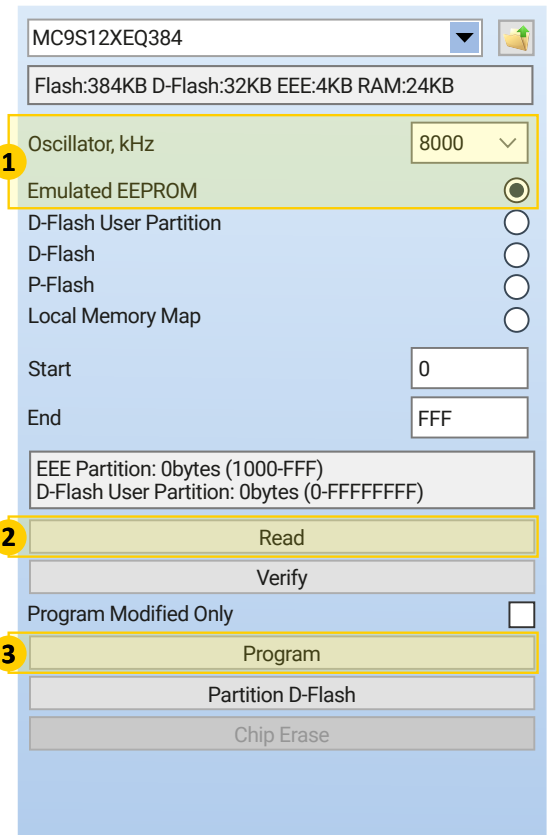 MC9S12XEQ384
Flash:384KB D-Flash:32KB EEE:4KB RAM:24KB
1
Oscillator, kHz 8000
Emulated EEPROM
D-Flash User Partition
D-Flash
P-Flash
Local Memory Map
Start 0
End FFF
EEE Partition: 0bytes (1000-FFF)
D-Flash User Partition: 0bytes (0-FFFFFFFF)
2 Read
Verify
Program Modified Only
3 Program
Partition D-Flash
Chip Erase